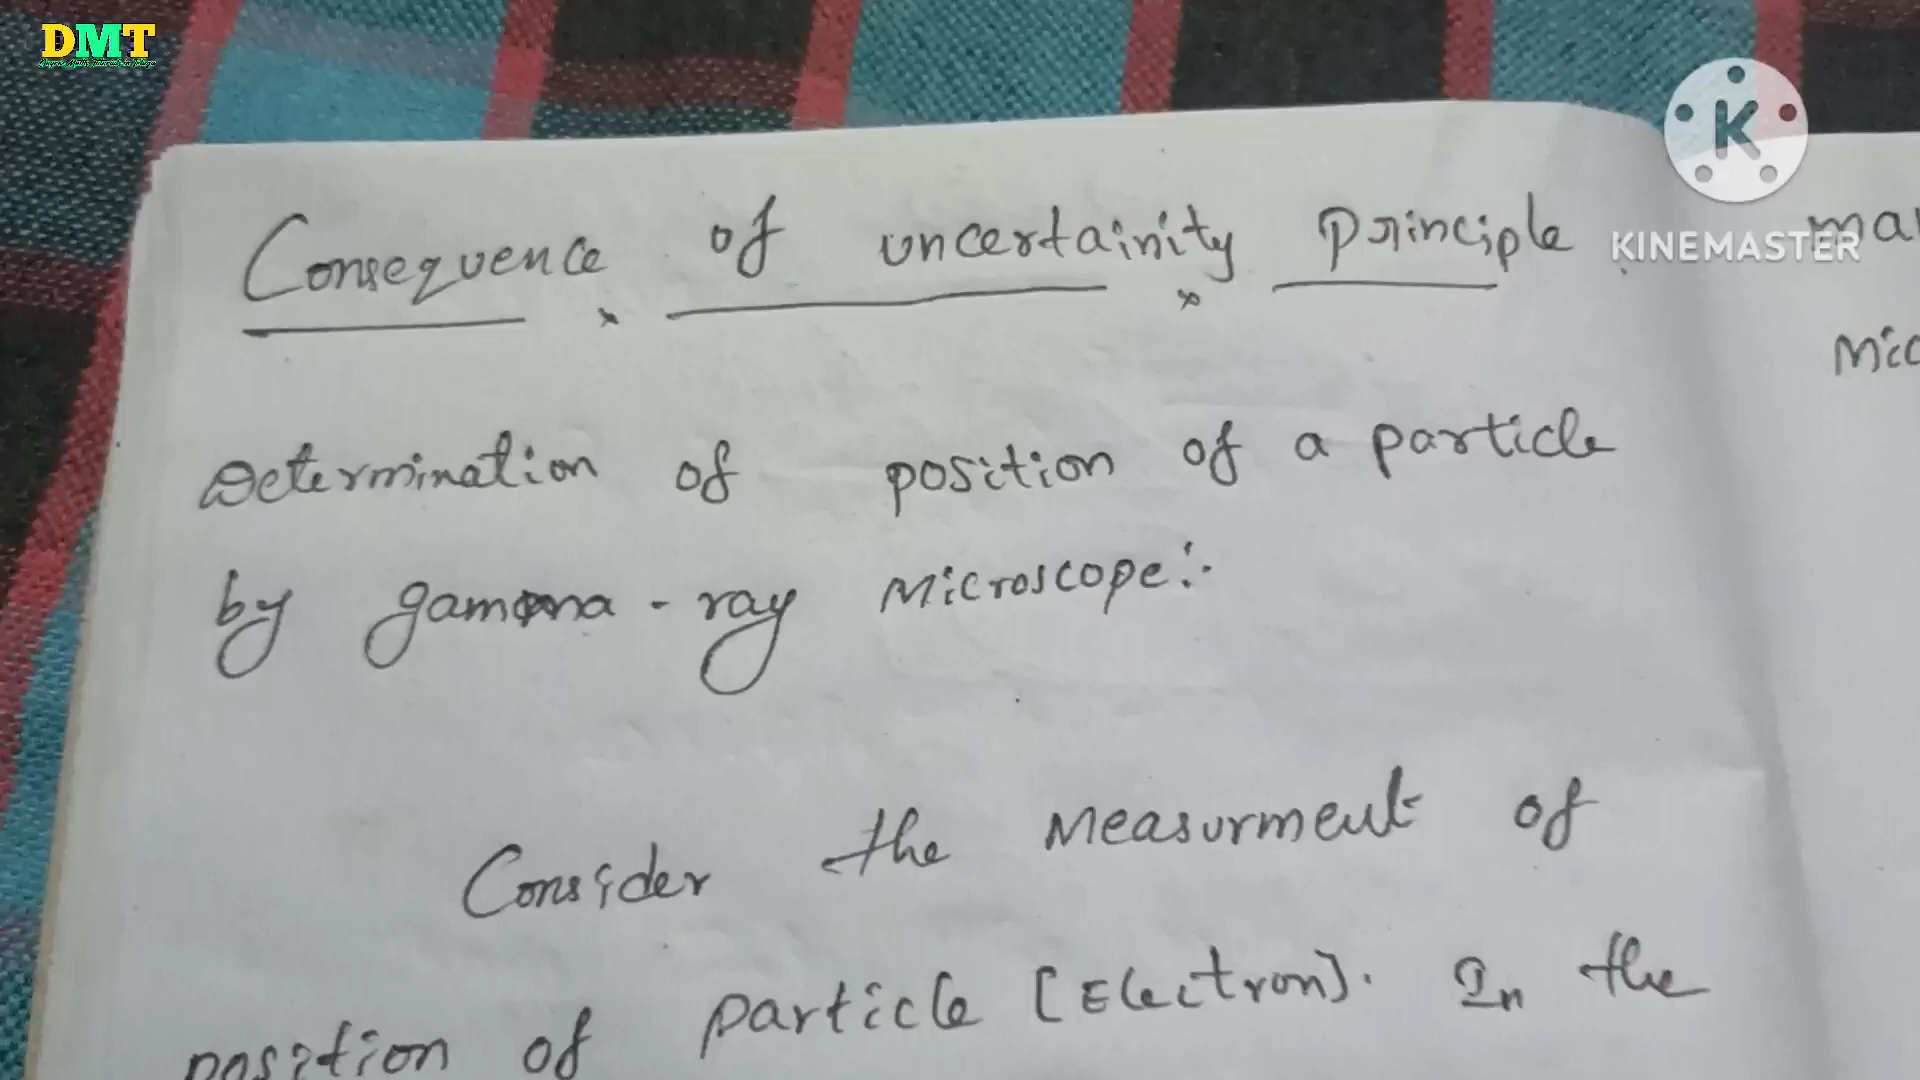 DMT
KINEMASTER
Consequence of uncertainity principle
Determination of position of a particle
by gamma - ray Microscope:-
Consider the Measurment of
position of particle [Electron]. In the